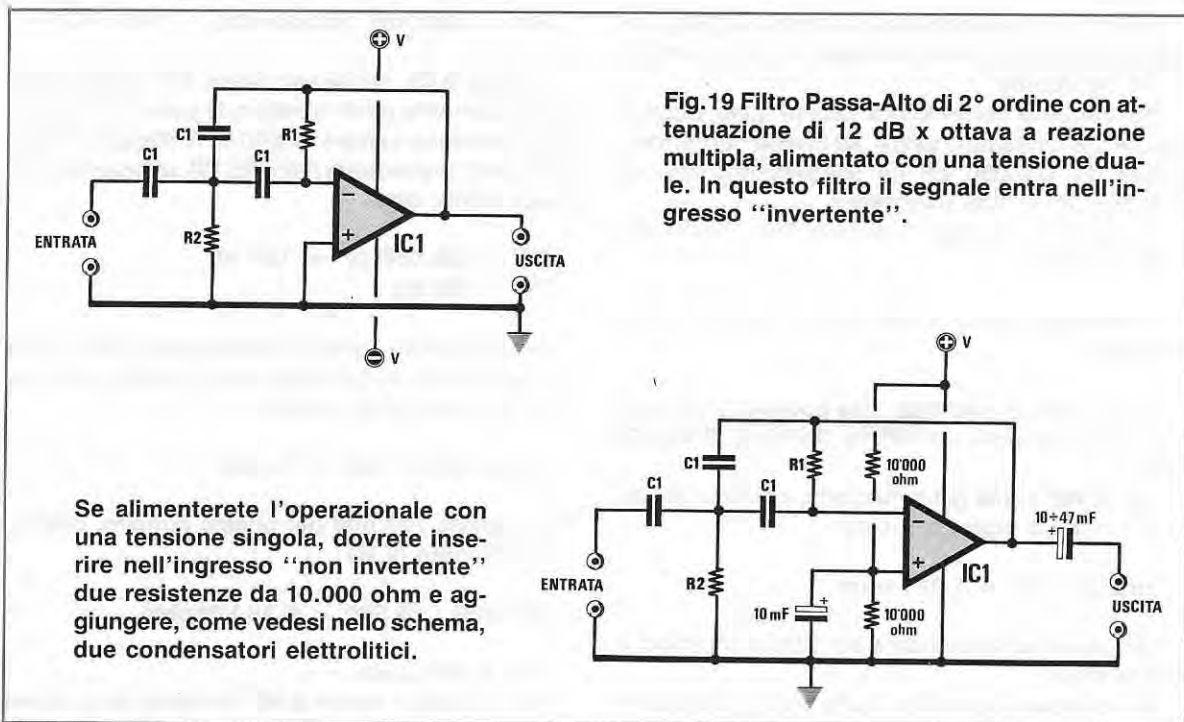 V
C1
R1
C1
C1
R2
ENTRATA
IC1
USCITA
V
Fig.19 Filtro Passa-Alto di 2° ordine con at-
tenuazione di 12 dB x ottava a reazione
multipla, alimentato con una tensione dua-
le. In questo filtro il segnale entra nell'in-
gresso "invertente".
Se alimenterete l'operazionale con
una tensione singola, dovrete inse-
rire nell'ingresso "non invertente"
due resistenze da 10.000 ohm e ag-
giungere, come vedesi nello schema,
due condensatori elettrolitici.
V
C1
R1
10'000
ohm
C1
C1
10÷47 mF
+
ENTRATA
R2
IC1
10 mF
+
10'000
ohm
USCITA